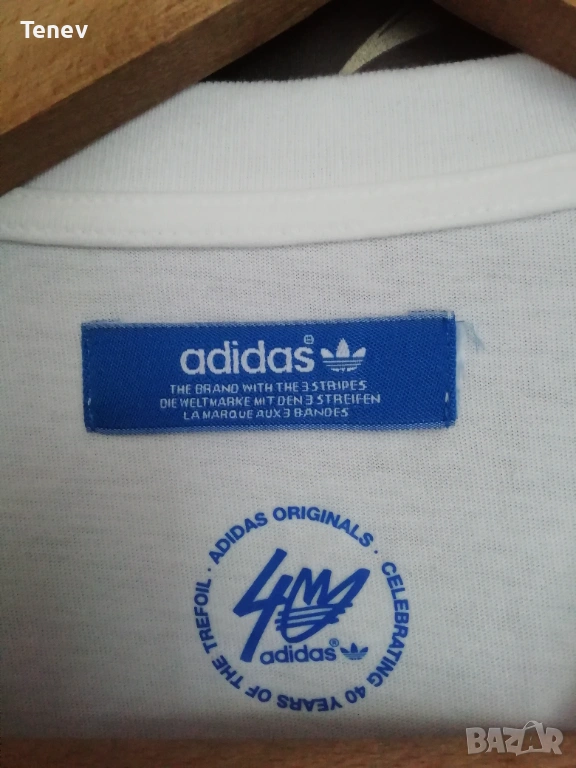 Tenev
adidas®
THE BRAND WITH THE 3 STRIPES
DIE WELTMARKE MIT DEN 3 STREIFEN
LA MARQUE AUX 3 BANDES
· ADIDAS ORIGINALS · CELEBRATING 40 YEARS OF THE TREFOIL
40
adidas®
BAZAR